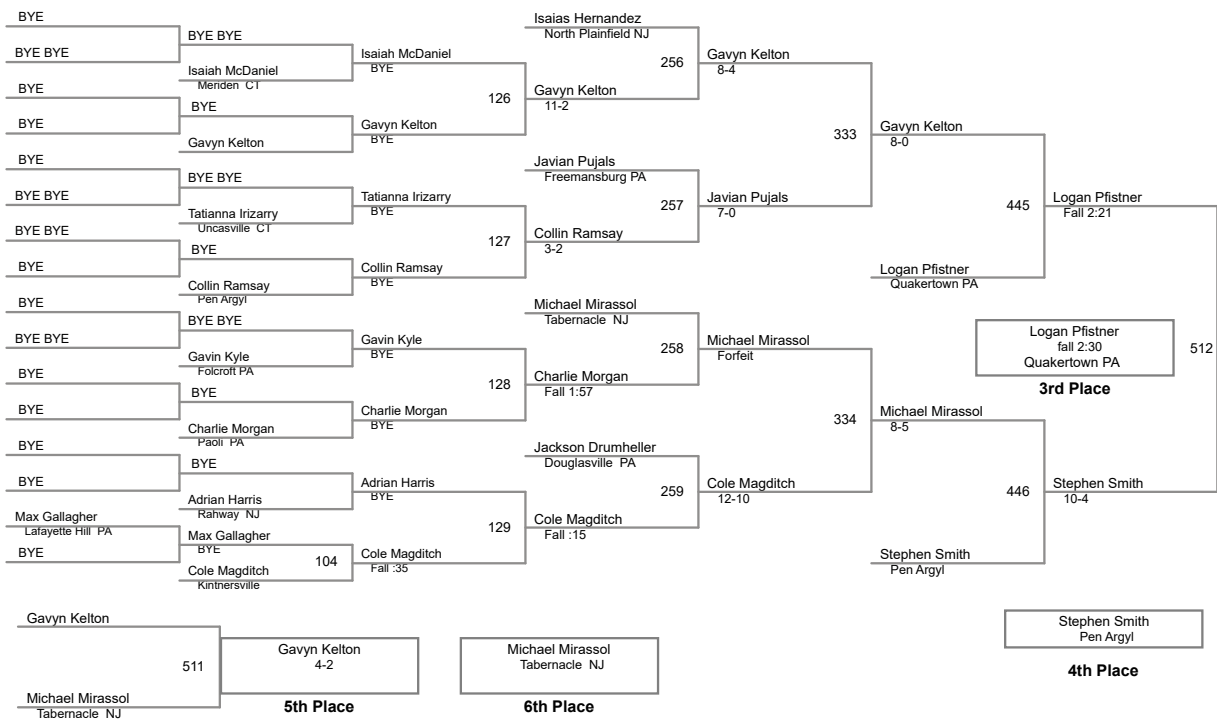 BYE
BYE BYE
BYE
BYE
BYE
BYE BYE
BYE BYE
BYE
BYE
BYE BYE
BYE
BYE
BYE
BYE
Max Gallagher
Lafayette Hill PA
BYE
BYE BYE
Isaiah McDaniel
Meriden CT
BYE
Gavyn Kelton
BYE BYE
Tatianna Irizarry
Uncasville CT
BYE
Collin Ramsay
Pen Argyl
BYE BYE
Gavin Kyle
Folcroft PA
BYE
Charlie Morgan
Paoli PA
BYE
Adrian Harris
Rahway NJ
Max Gallagher
BYE
104
Cole Magditch
Kintnersville
Isaiah McDaniel
BYE
126
Gavyn Kelton
BYE
Tatianna Irizarry
BYE
127
Collin Ramsay
BYE
Gavin Kyle
BYE
128
Charlie Morgan
BYE
Adrian Harris
BYE
129
Cole Magditch
Fall :35
Isaias Hernandez
North Plainfield NJ
256
Gavyn Kelton
11-2
Javian Pujals
Freemansburg PA
257
Collin Ramsay
3-2
Michael Mirassol
Tabernacle NJ
258
Charlie Morgan
Fall 1:57
Jackson Drumheller
Douglasville PA
259
Cole Magditch
Fall :15
Gavyn Kelton
8-4
333
Javian Pujals
7-0
Michael Mirassol
Forfeit
334
Cole Magditch
12-10
Gavyn Kelton
8-0
445
Logan Pfistner
Quakertown PA
Michael Mirassol
8-5
446
Stephen Smith
Pen Argyl
Logan Pfistner
Fall 2:21
Logan Pfistner
fall 2:30
Quakertown PA
512
3rd Place
Stephen Smith
10-4
Stephen Smith
Pen Argyl
4th Place
Gavyn Kelton
511
Michael Mirassol
Tabernacle NJ
Gavyn Kelton
4-2
5th Place
Michael Mirassol
Tabernacle NJ
6th Place